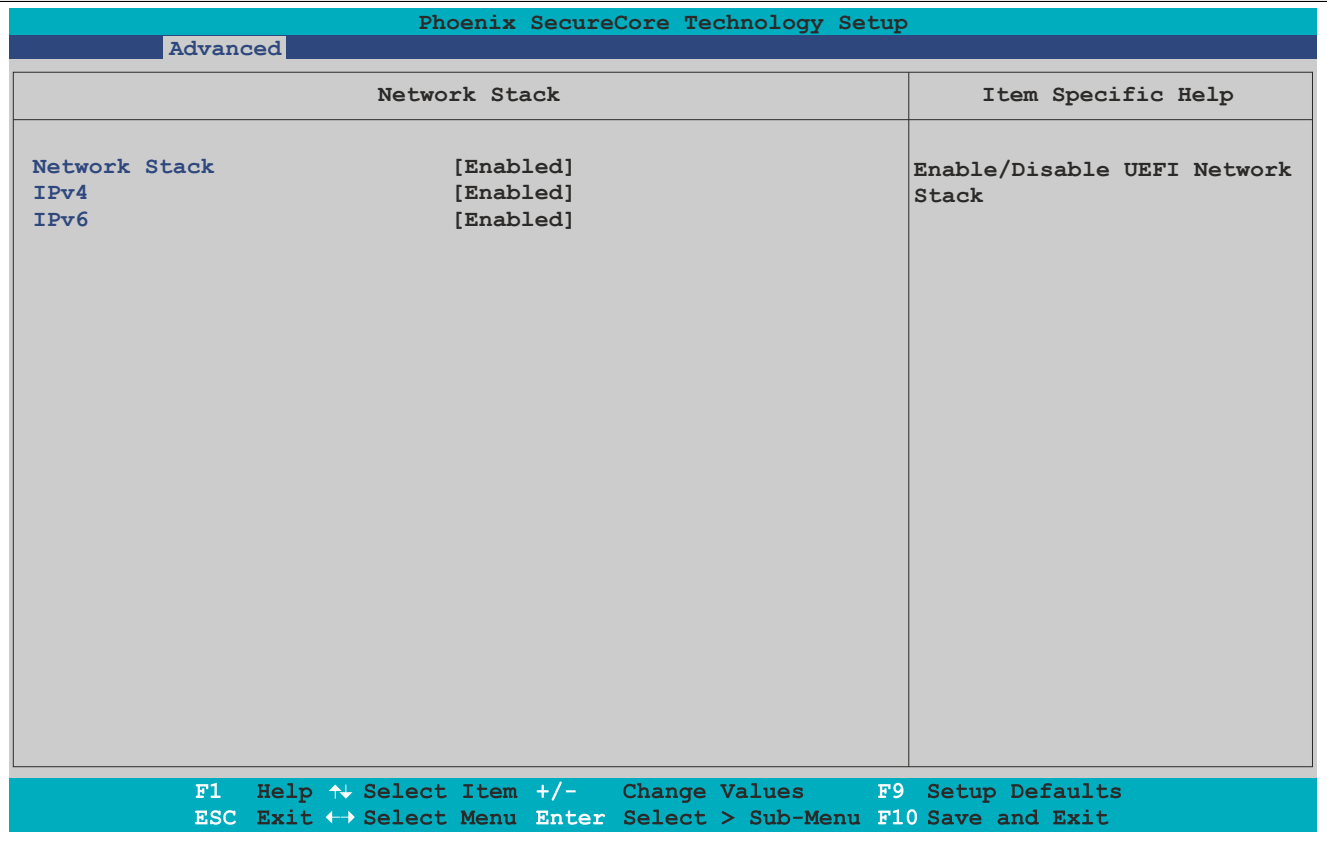 Phoenix SecureCore Technology Setup
Advanced
Network Stack
Item Specific Help
Network Stack [Enabled]
IPv4 [Enabled]
IPv6 [Enabled]
Enable/Disable UEFI Network
Stack
F1 Help ↑↓ Select Item +/- Change Values F9 Setup Defaults
ESC Exit ←→ Select Menu Enter Select > Sub-Menu F10 Save and Exit